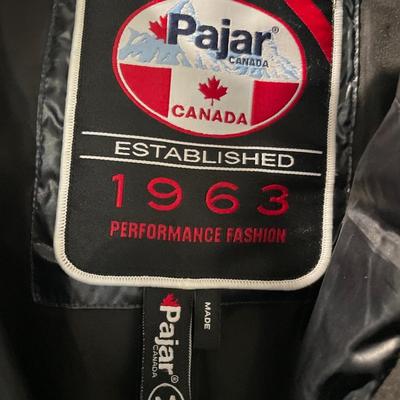 Pajar®
CANADA
CANADA
ESTABLISHED
1963
PERFORMANCE FASHION
MADE
Pajar®
CANADA